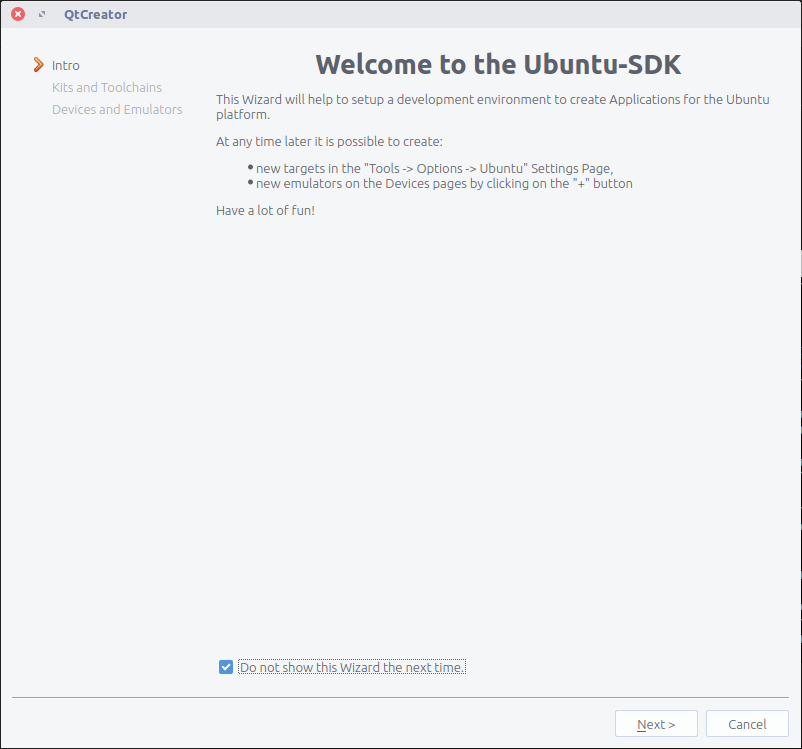 QtCreator
Intro
Kits and Toolchains
Devices and Emulators
Welcome to the Ubuntu-SDK
This Wizard will help to setup a development environment to create Applications for the Ubuntu
platform.
At any time later it is possible to create:
• new targets in the "Tools -> Options -> Ubuntu" Settings Page,
• new emulators on the Devices pages by clicking on the "+" button
Have a lot of fun!
Do not show this Wizard the next time.
Next >
Cancel